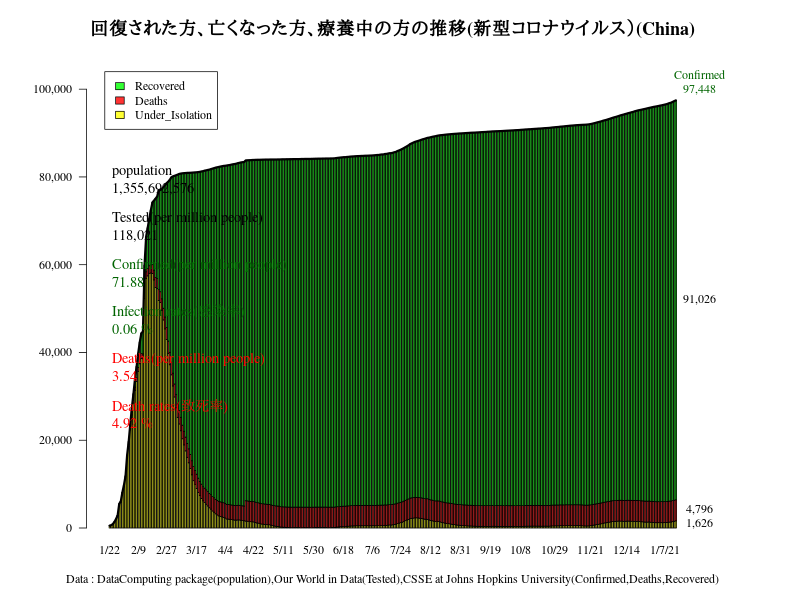 回復された方、亡くなった方、療養中の方の推移(新型コロナウイルス)(China)
Confirmed
97,448
100,000
80,000
60,000
40,000
20,000
0
Recovered
Deaths
Under_Isolation
population
1,355,692,576
Tested(per million people)
118,021
71.88
0.06
Deaths(per million people)
3.54
Death rate(%)
4.92 %
91,026
4,796
1,626
1/22 2/9 2/27 3/17 4/4 4/22 5/11 5/30 6/18 7/6 7/24 8/12 8/31 9/19 10/8 10/29 11/21 12/14 1/7/21
Data : DataComputing package(population),Our World in Data(Tested),CSSE at Johns Hopkins University(Confirmed,Deaths,Recovered)